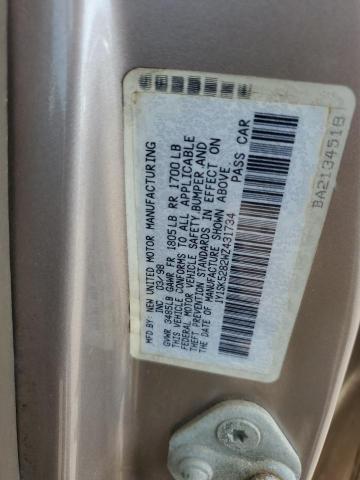 MFD BY NEW UNITED MOTOR MANUFACTURING
INC 03/98
GVWR 3485LB GAWR FR 1805LB RR 1700LB
THIS VEHICLE CONFORMS TO ALL APPLICABLE
FEDERAL MOTOR VEHICLE SAFETY,BUMPER,AND
THEFT PREVENTION STANDARDS IN EFFECT ON
THE DATE OF MANUFACTURE SHOWN ABOVE
1Y1SK5282WZ431734 PASS CAR
BA21345181